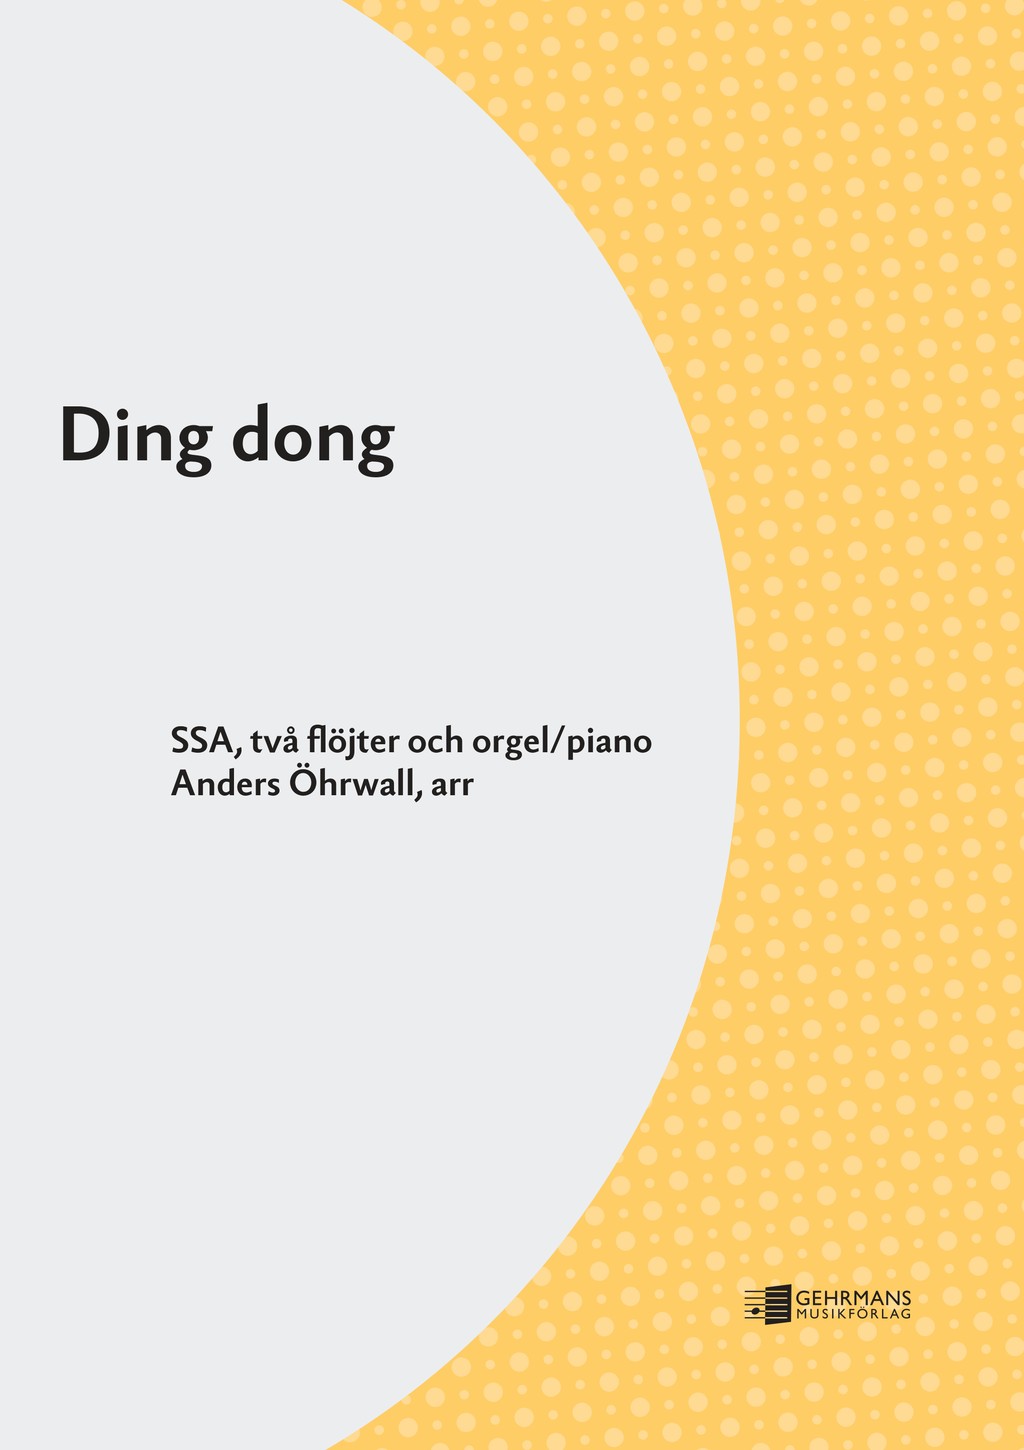 Ding dong
SSA, två flöjter och orgel/piano
Anders Öhrwall, arr
GEHRMANS
MUSIKFÖRLAG